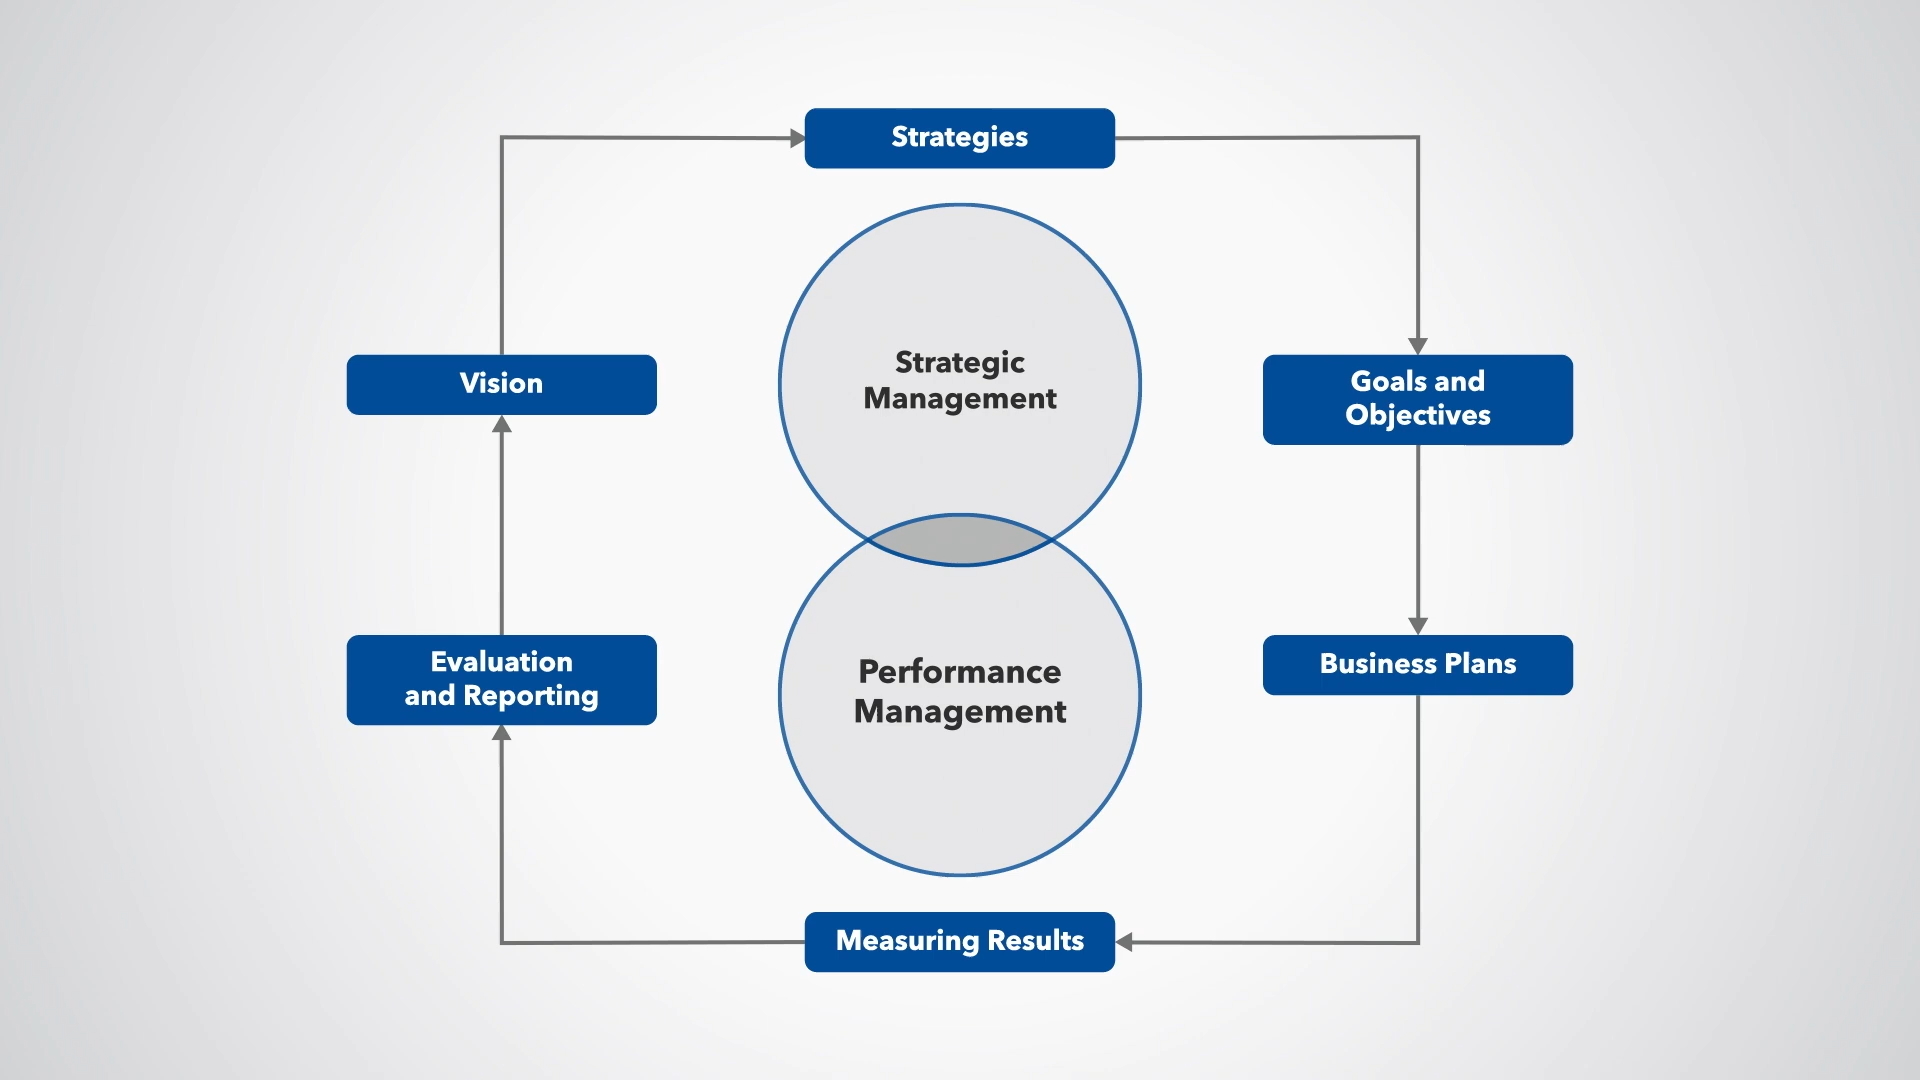 Strategies
Strategic
Management
Vision
Goals and
Objectives
Evaluation
and Reporting
Performance
Management
Business Plans
Measuring Results